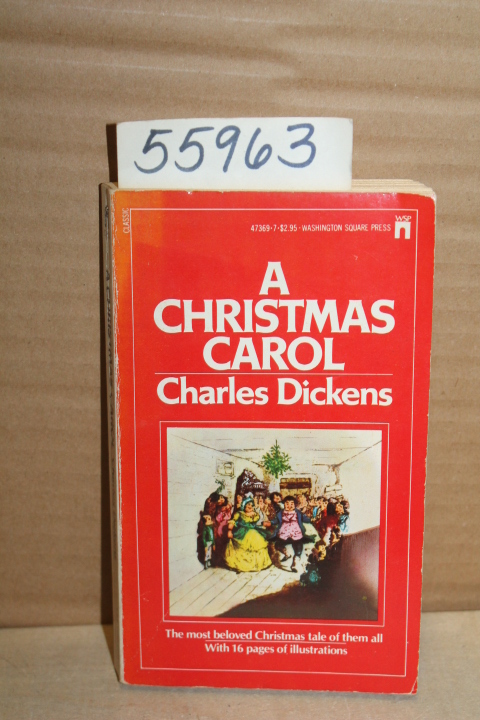 55963
CLASSIC
47369-7·$2.95·WASHINGTON SQUARE PRESS
WSP
A
CHRISTMAS
CAROL
Charles Dickens
The most beloved Christmas tale of them all
With 16 pages of illustrations